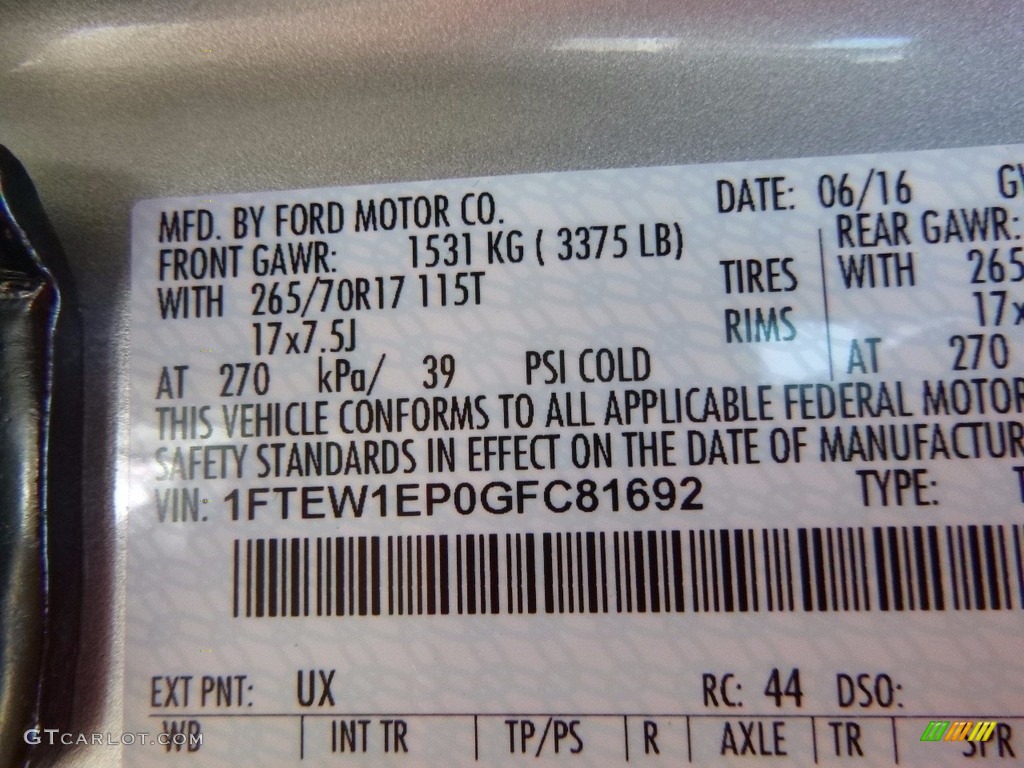 MFD. BY FORD MOTOR CO. DATE: 06/16
FRONT GAWR: 1531 KG ( 3375 LB) REAR GAWR:
WITH 265/70R17 115T TIRES WITH
17x7.5J RIMS
AT 270 kPa/ 39 PSI COLD AT 270
THIS VEHICLE CONFORMS TO ALL APPLICABLE FEDERAL MOTOR
SAFETY STANDARDS IN EFFECT ON THE DATE OF
VIN: 1FTEW1EP0GFC81692 TYPE:
EXT PNT: UX RC: 44 DSO:
WB INT TR TP/PS R AXLE TR SPR
GTCARLOT.COM